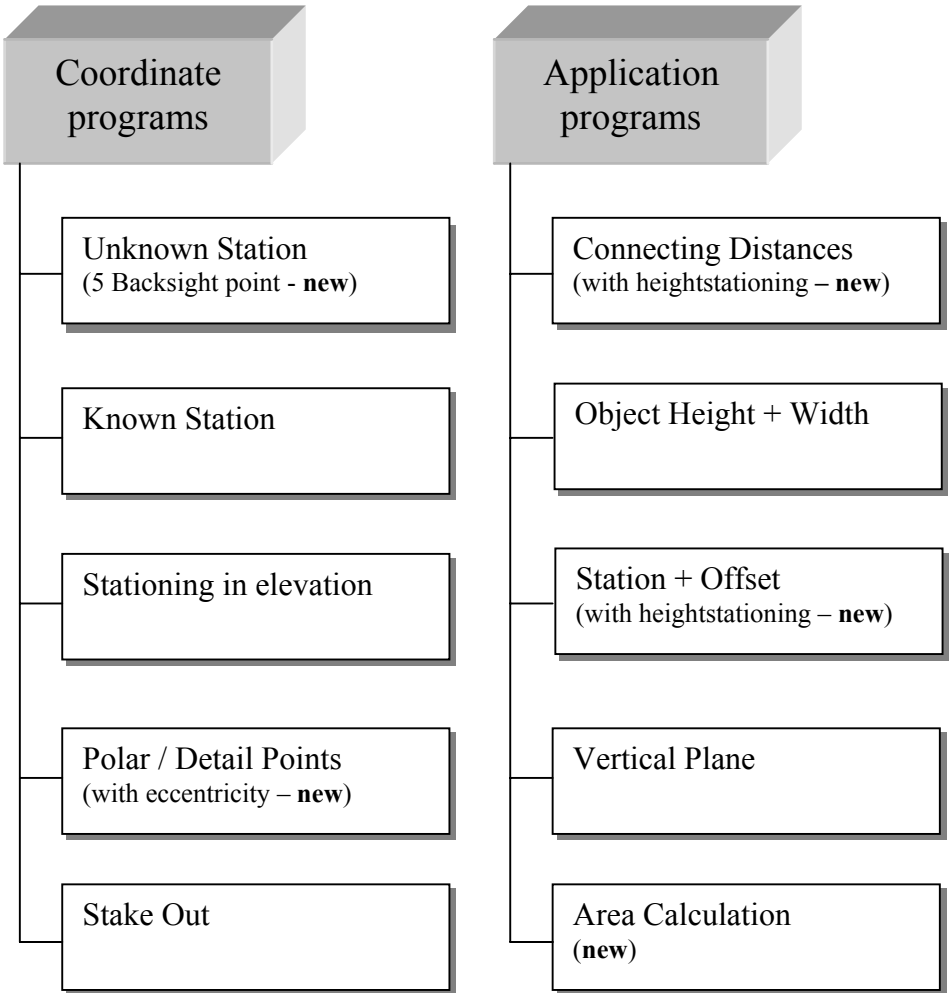 Coordinate
programs
Unknown Station
(5 Backsight point - new)
Known Station
Stationing in elevation
Polar / Detail Points
(with eccentricity – new)
Stake Out
Application
programs
Connecting Distances
(with heightstationing – new)
Object Height + Width
Station + Offset
(with heightstationing – new)
Vertical Plane
Area Calculation
(new)